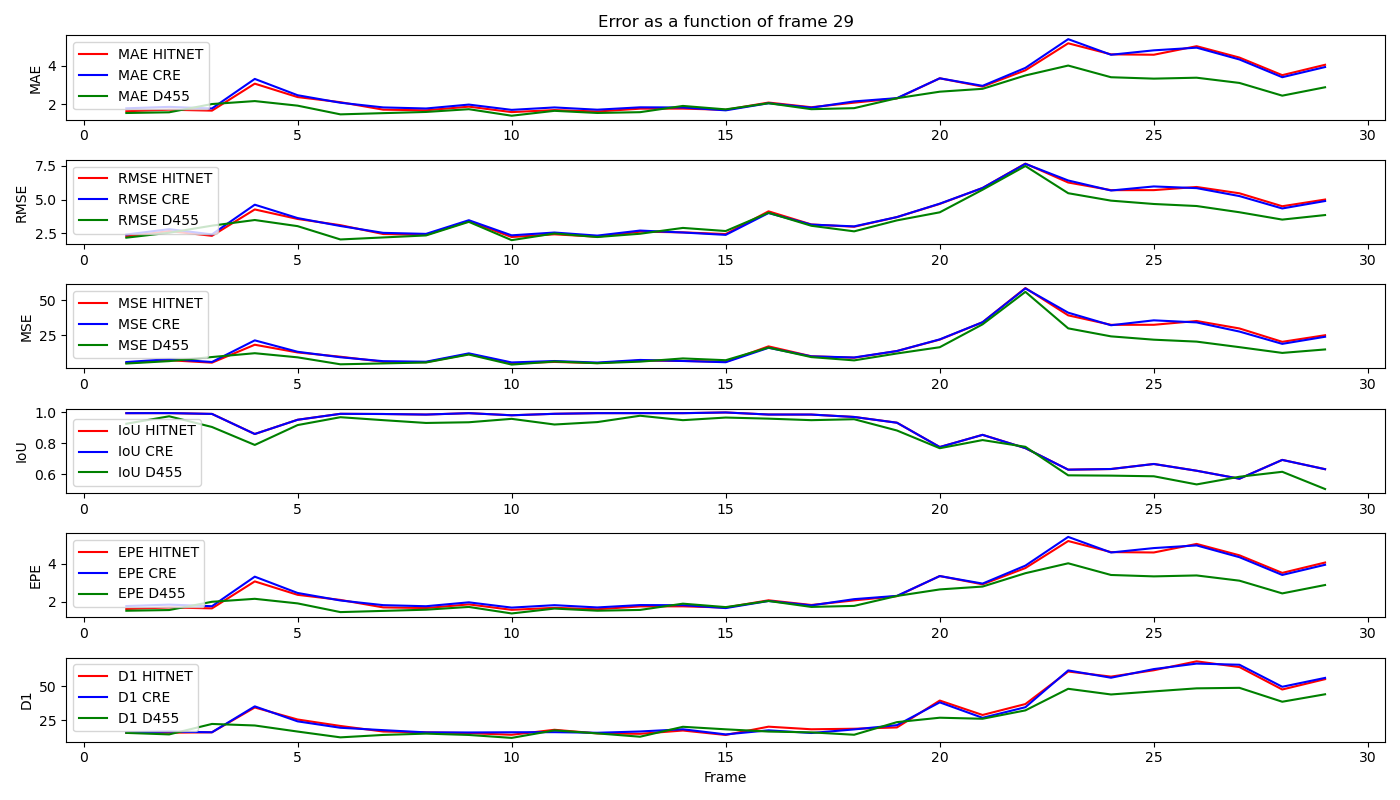 Error as a function of frame 29
MAE
4
2
MAE HITNET
MAE CRE
MAE D455
0 5 10 15 20 25 30
RMSE
7.5
5.0
2.5
RMSE HITNET
RMSE CRE
RMSE D455
0 5 10 15 20 25 30
MSE
50
25
MSE HITNET
MSE CRE
MSE D455
0 5 10 15 20 25 30
IoU
1.0
0.8
0.6
IoU HITNET
IoU CRE
IoU D455
0 5 10 15 20 25 30
EPE
4
2
EPE HITNET
EPE CRE
EPE D455
0 5 10 15 20 25 30
D1
50
25
D1 HITNET
D1 CRE
D1 D455
0 5 10 15 20 25 30
Frame